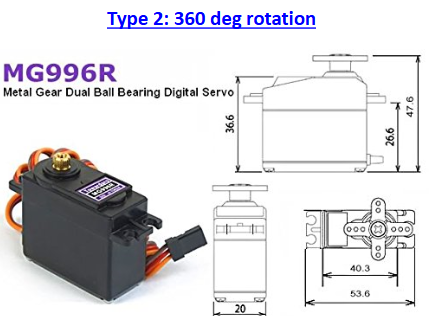 Type 2: 360 deg rotation
MG996R
Metal Gear Dual Ball Bearing Digital Servo
36.6
26.6
47.6
MG996R
20
40.3
53.6